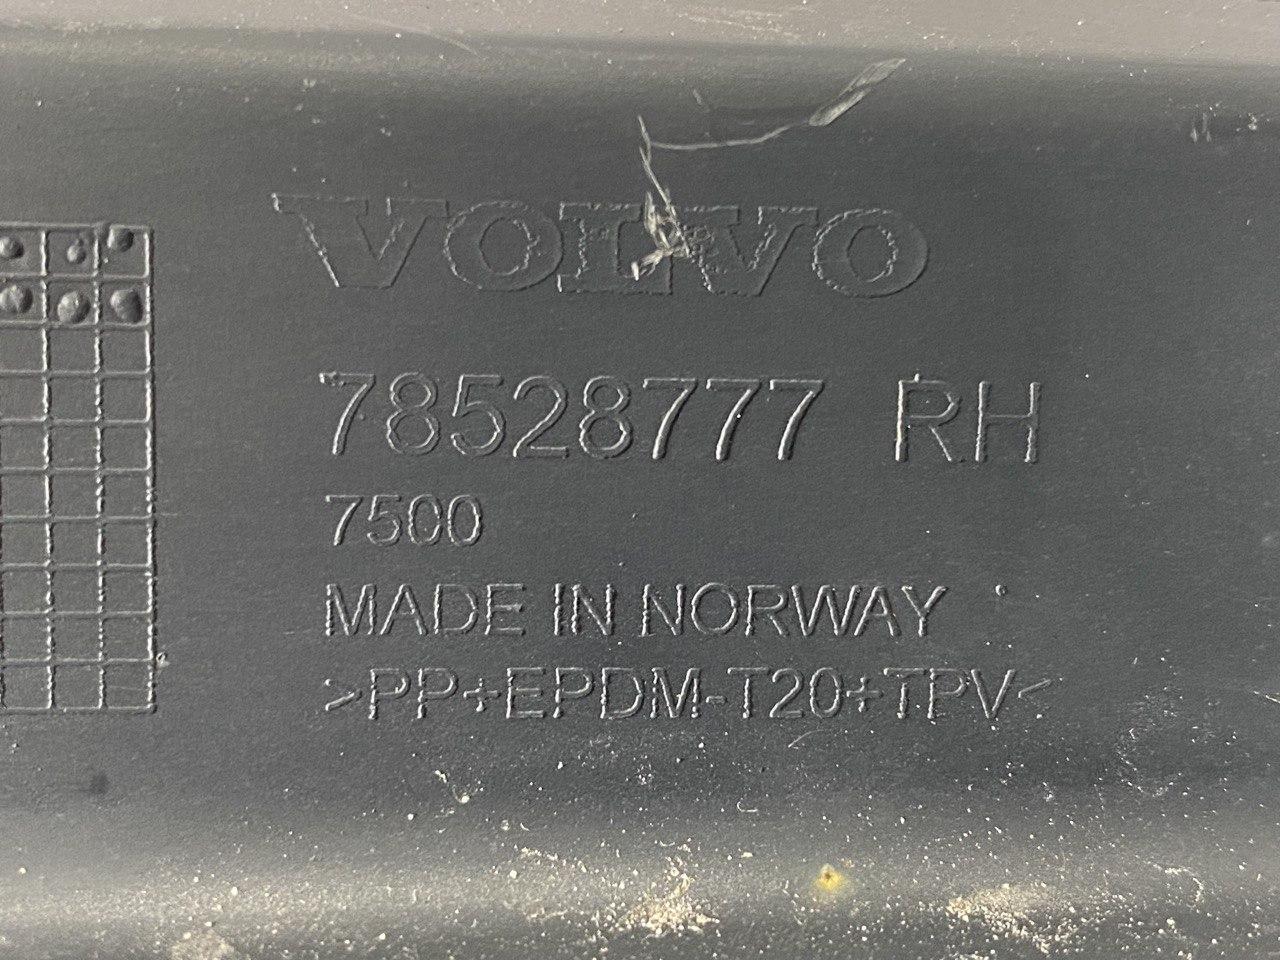 VOLVO
78528777 RH
7500
MADE IN NORWAY
>PP+EPDM-T20+TPV<